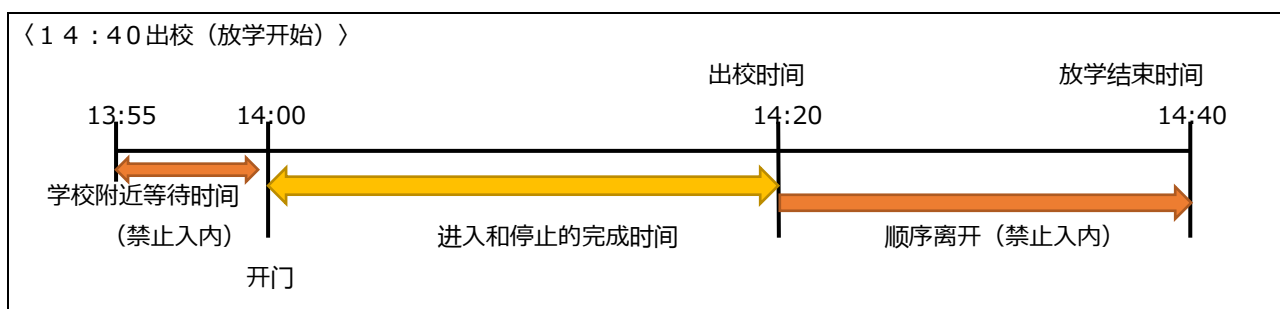 〈１４：４０出校（放学开始）〉
出校时间 放学结束时间
13:55 14:00 14:20 14:40
学校附近等待时间
（禁止入内） 进入和停止的完成时间 顺序离开（禁止入内）
开门